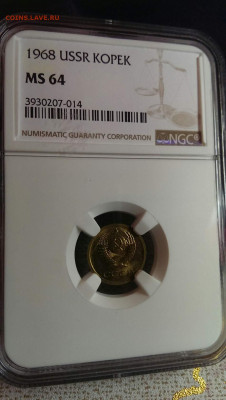 COINS.LAVE.RU
1968 USSR KOPEK
MS 64
3930207-014
NUMISMATIC GUARANTY CORPORATION
NGC